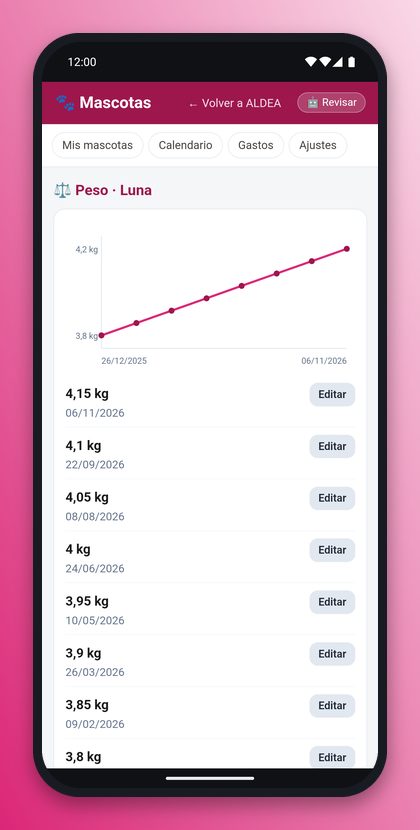 12:00
🐾 Mascotas
← Volver a ALDEA
🤖 Revisar
Mis mascotas
Calendario
Gastos
Ajustes
⚖️ Peso · Luna
4,2 kg
3,8 kg
26/12/2025
06/11/2026
4,15 kg
Editar
06/11/2026
4,1 kg
Editar
22/09/2026
4,05 kg
Editar
08/08/2026
4 kg
Editar
24/06/2026
3,95 kg
Editar
10/05/2026
3,9 kg
Editar
26/03/2026
3,85 kg
Editar
09/02/2026
3,8 kg
Editar